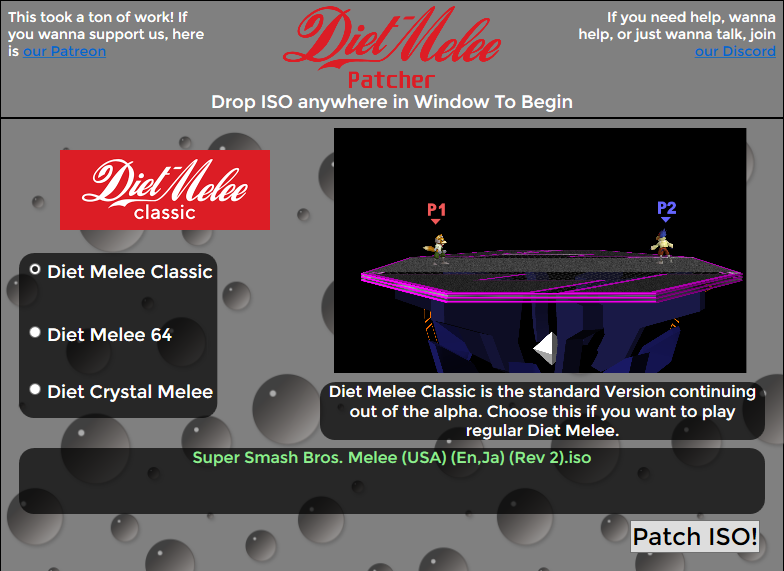 This took a ton of work! If
you wanna support us, here
is our Patreon
Diet Melee
Patcher
If you need help, wanna
help, or just wanna talk, join
our Discord
Drop ISO anywhere in Window To Begin
Diet Melee
classic
P1
P2
Diet Melee Classic
Diet Melee 64
Diet Crystal Melee
Diet Melee Classic is the standard Version continuing
out of the alpha. Choose this if you want to play
regular Diet Melee.
Super Smash Bros. Melee (USA) (En,Ja) (Rev 2).iso
Patch ISO!